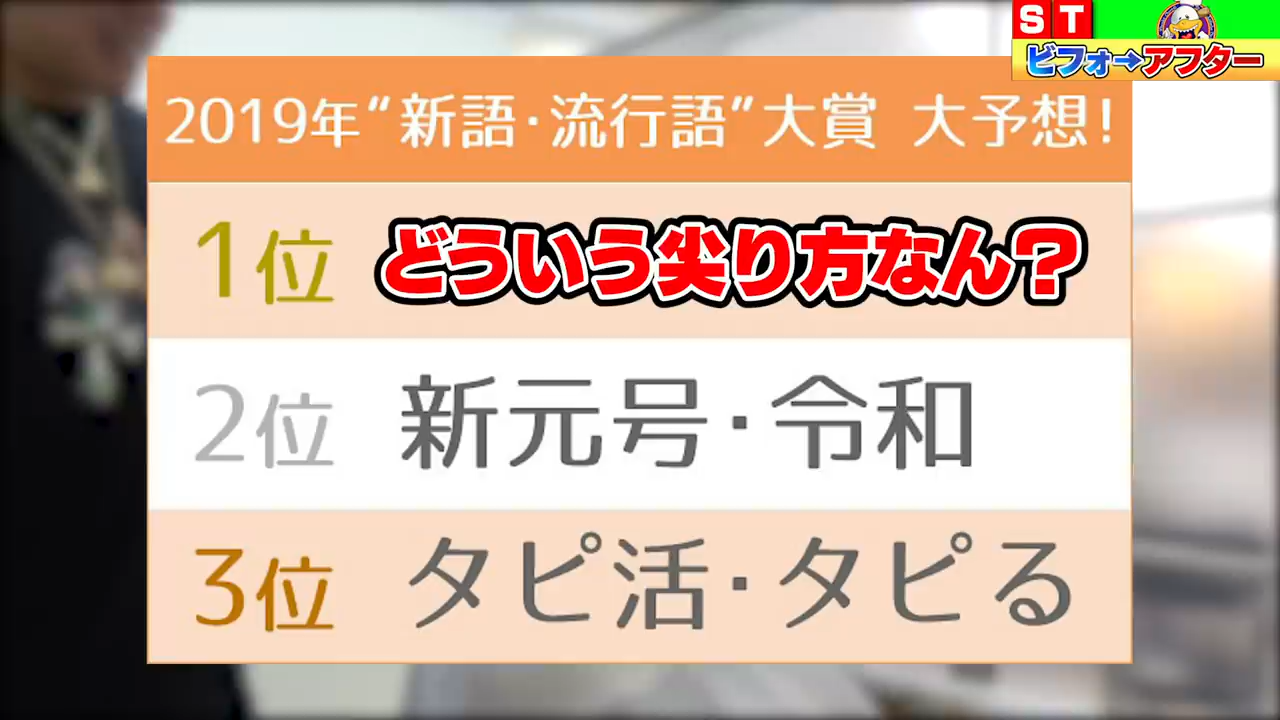 ST
ビフォ→アフター
2019年“新語・流行語”大賞 大予想!
1位 どういう尖り方なん?
2位 新元号・令和
3位 タピ活・タピる